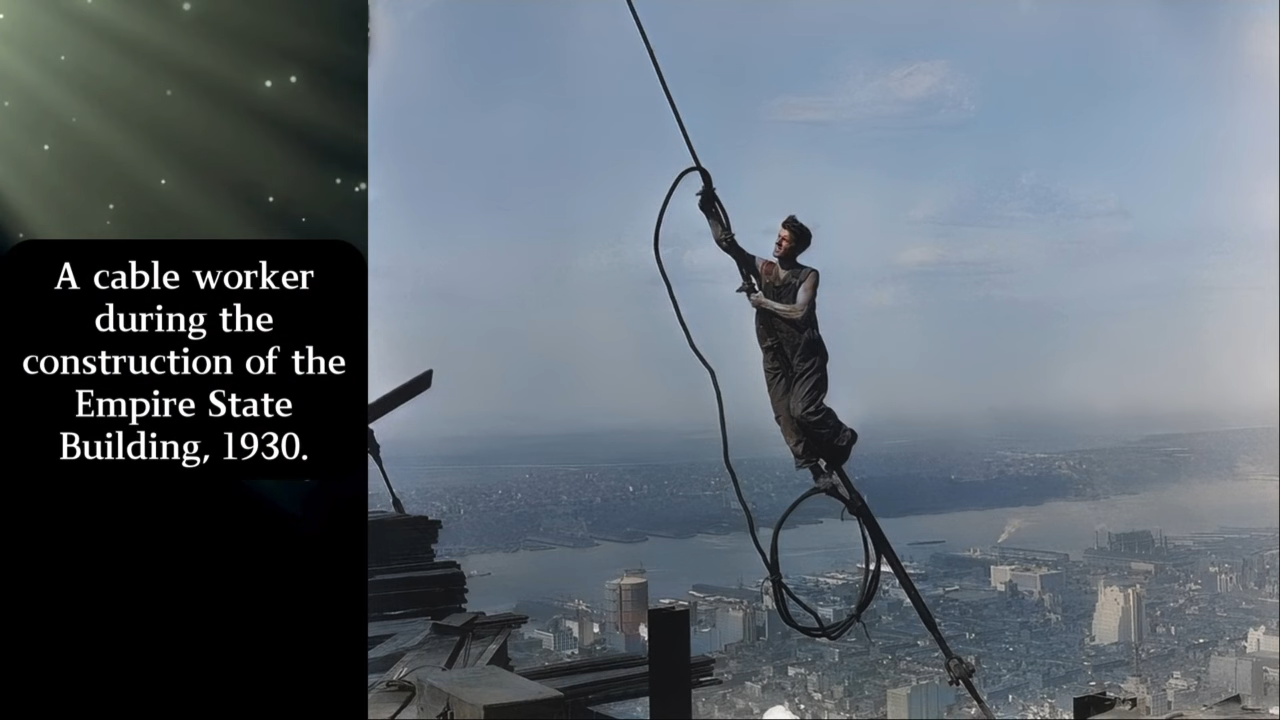 A cable worker
during the
construction of the
Empire State
Building, 1930.